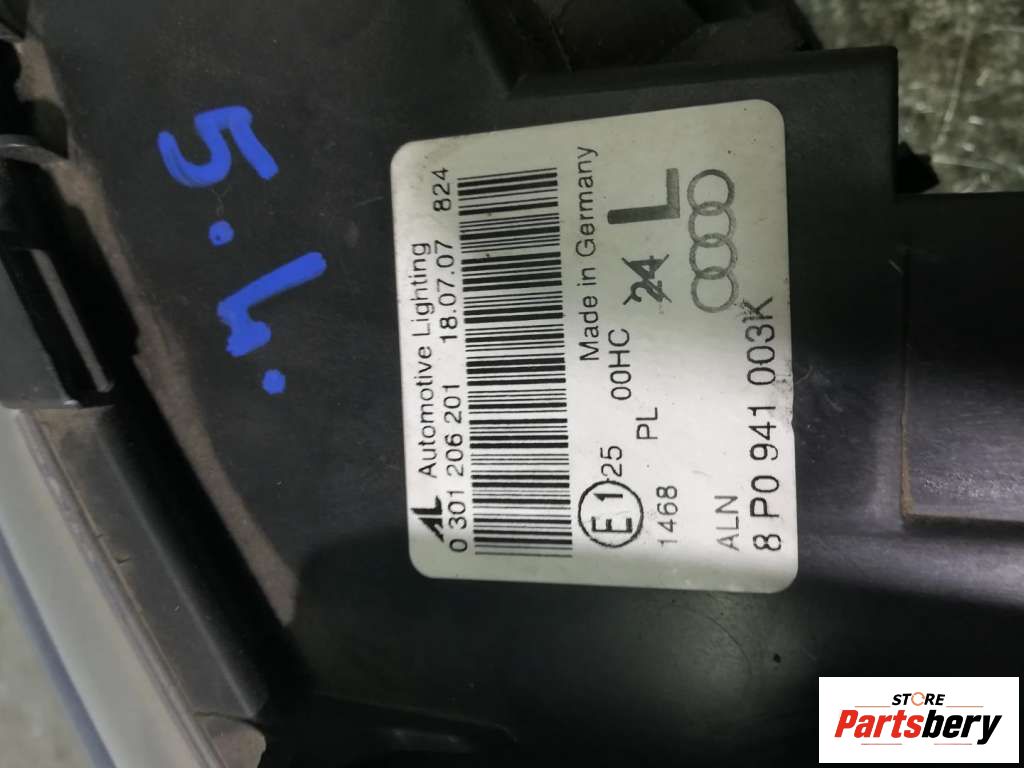 5.4.
AL Automotive Lighting
0 301 206 201 18.07.07 824
Made in Germany
E1 25 00HC 24 L
PL
1468
ALN
8 P0 941 003K
STORE
Partsbery